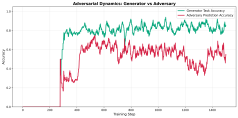 Adversarial Dynamics: Generator vs Adversary
Generator Task Accuracy
Adversary Prediction Accuracy
Accuracy
1.0
0.8
0.6
0.4
0.2
0.0
0
200
400
600
800
1000
1200
1400
Training Step